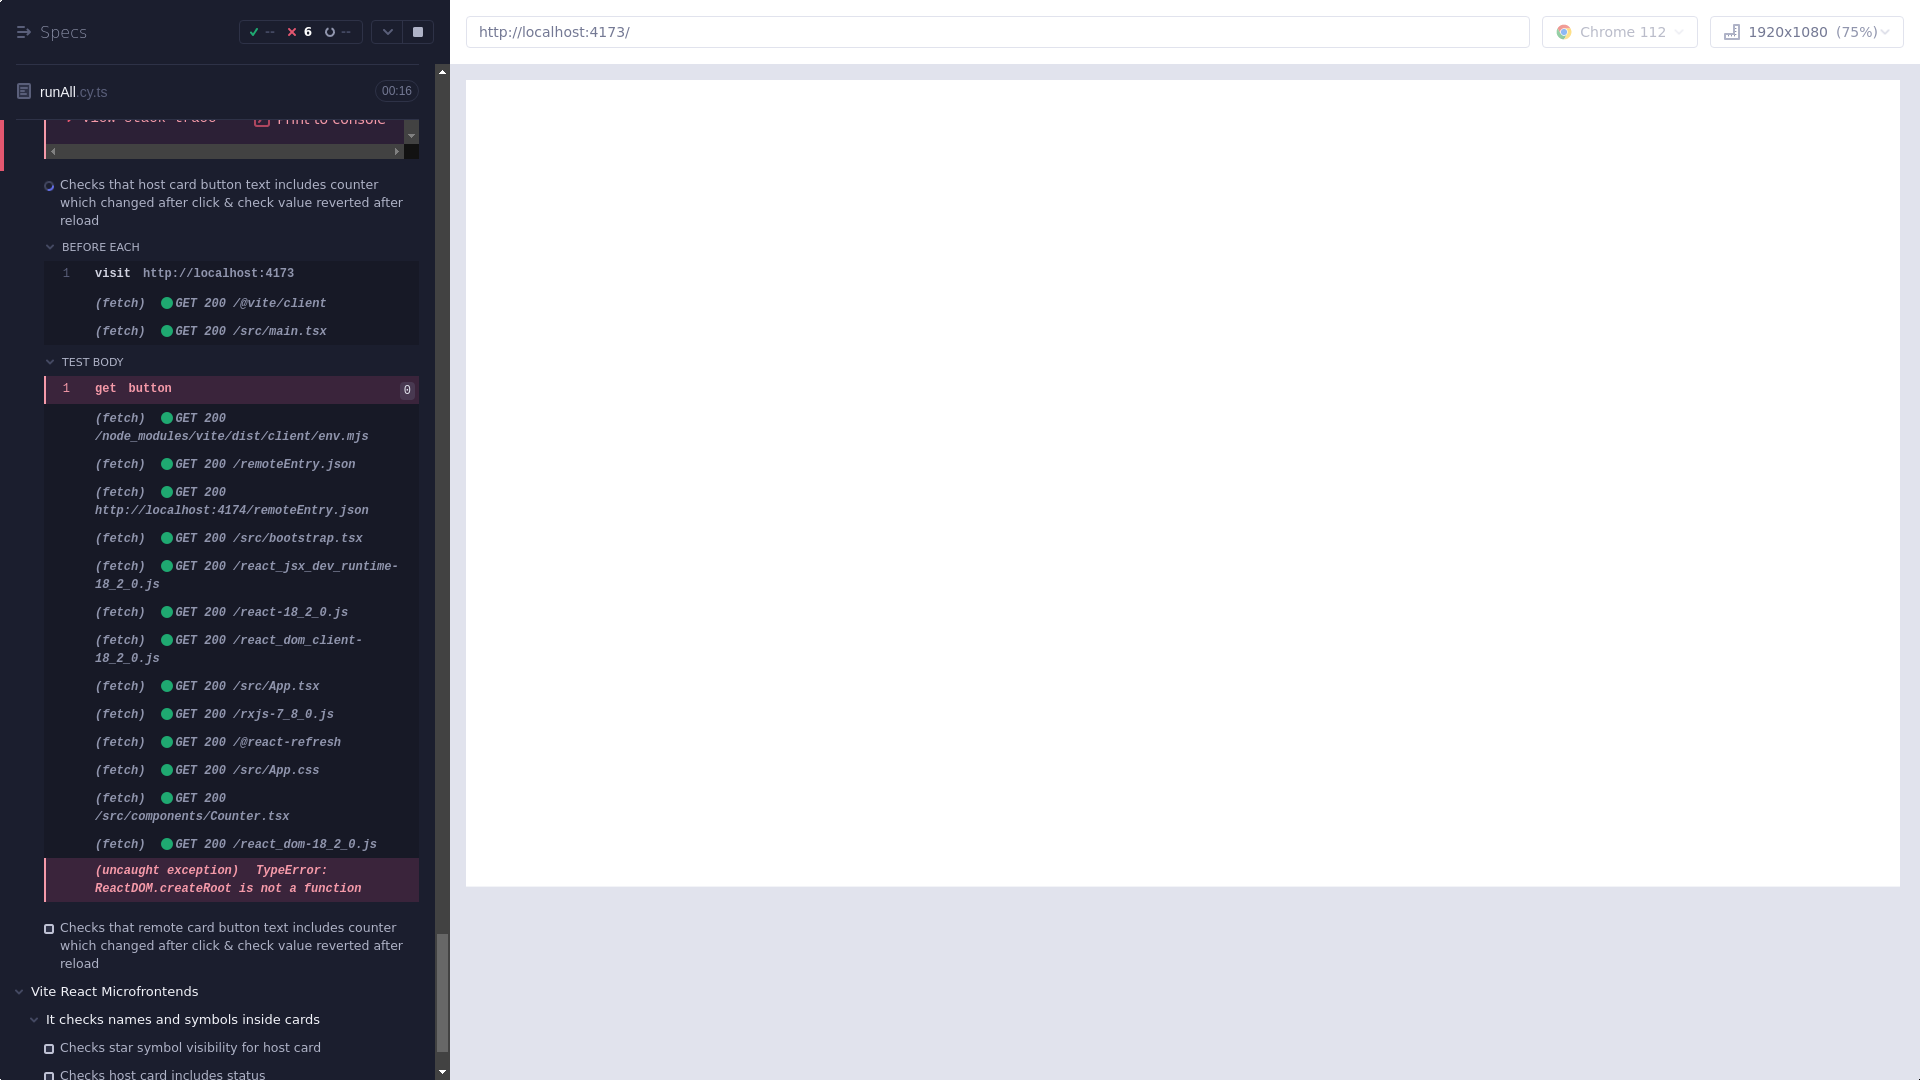 Specs
--
6
--
http://localhost:4173/
Chrome 112
1920x1080 (75%)
runAll.cy.ts
00:16
View stack trace
Print to console
Checks that host card button text includes counter
which changed after click & check value reverted after
reload
BEFORE EACH
1 visit http://localhost:4173
(fetch) GET 200 /@vite/client
(fetch) GET 200 /src/main.tsx
TEST BODY
1 get button 0
(fetch) GET 200
/node_modules/vite/dist/client/env.mjs
(fetch) GET 200 /remoteEntry.json
(fetch) GET 200
http://localhost:4174/remoteEntry.json
(fetch) GET 200 /src/bootstrap.tsx
(fetch) GET 200 /react_jsx_dev_runtime-
18_2_0.js
(fetch) GET 200 /react-18_2_0.js
(fetch) GET 200 /react_dom_client-
18_2_0.js
(fetch) GET 200 /src/App.tsx
(fetch) GET 200 /rxjs-7_8_0.js
(fetch) GET 200 /@react-refresh
(fetch) GET 200 /src/App.css
(fetch) GET 200
/src/components/Counter.tsx
(fetch) GET 200 /react_dom-18_2_0.js
(uncaught exception) TypeError:
ReactDOM.createRoot is not a function
Checks that remote card button text includes counter
which changed after click & check value reverted after
reload
Vite React Microfrontends
It checks names and symbols inside cards
Checks star symbol visibility for host card
Checks host card includes status